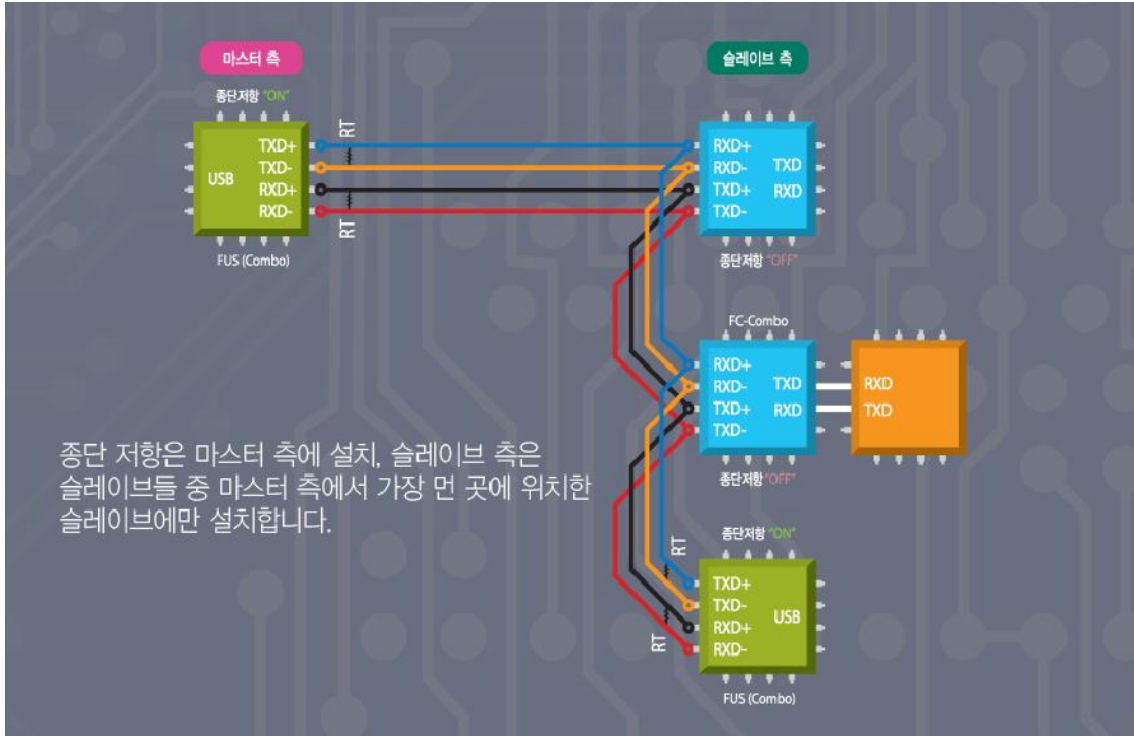 마스터 측
종단저항 "ON"
USB
TXD+
TXD-
RXD+
RXD-
RT
RT
FUS (Combo)
슬레이브 측
RXD+
RXD-
TXD+
TXD-
TXD
RXD
종단저항 "OFF"
FC-Combo
RXD+
RXD-
TXD+
TXD-
TXD
RXD
RXD
TXD
종단저항 "OFF"
종단 저항은 마스터 측에 설치, 슬레이브 측은
슬레이브들 중 마스터 측에서 가장 먼 곳에 위치한
슬레이브에만 설치합니다.
종단저항 "ON"
RT
RT
TXD+
TXD-
RXD+
RXD-
USB
FUS (Combo)